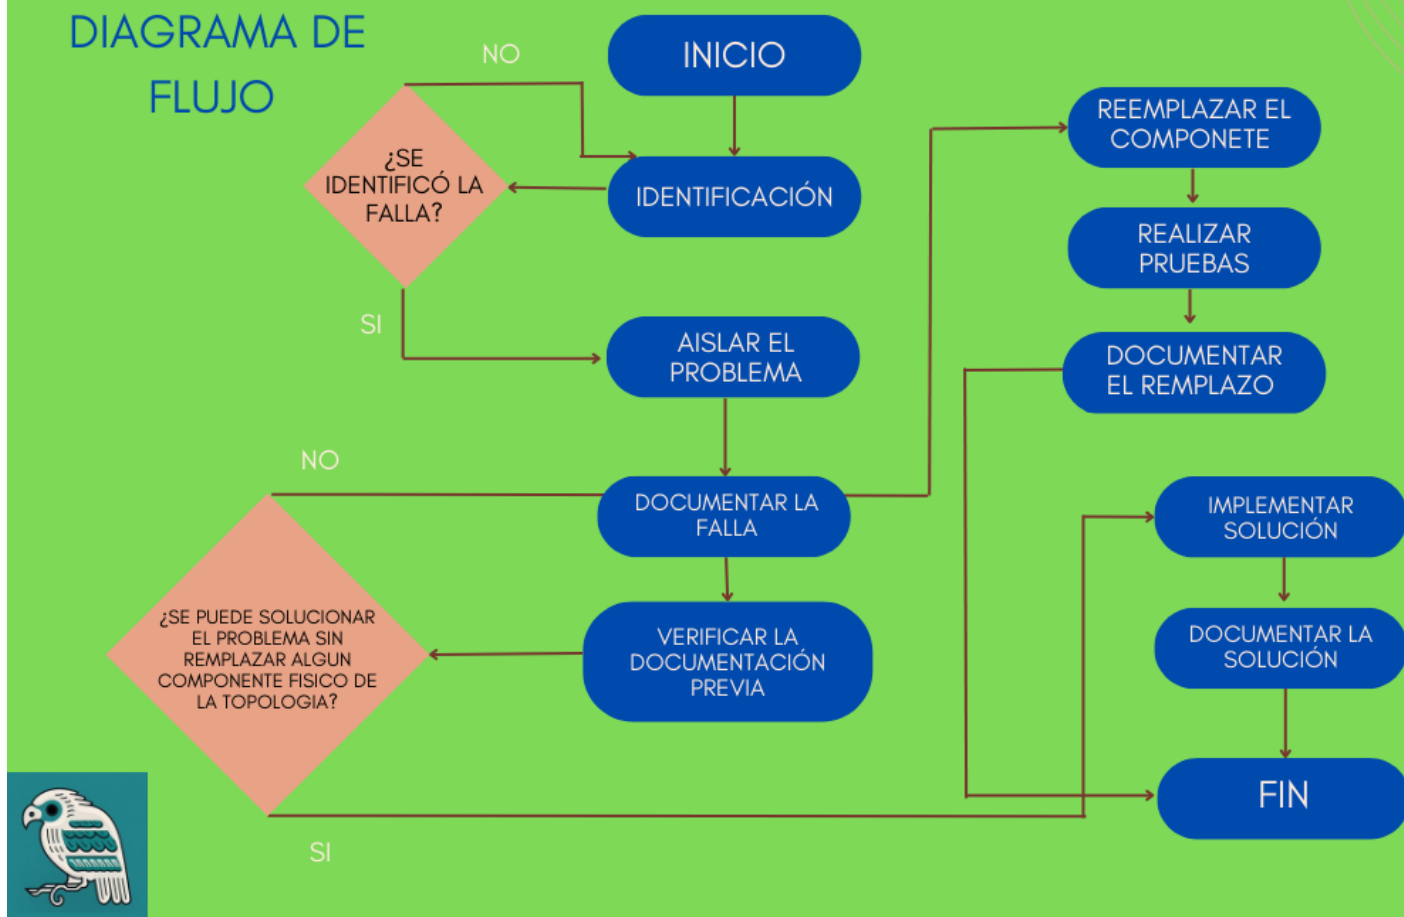 DIAGRAMA DE
FLUJO
NO
INICIO
¿SE
IDENTIFICÓ LA
FALLA?
IDENTIFICACIÓN
SI
AISLAR EL
PROBLEMA
NO
DOCUMENTAR LA
FALLA
¿SE PUEDE SOLUCIONAR
EL PROBLEMA SIN
REMPLAZAR ALGUN
COMPONENTE FISICO DE
LA TOPOLOGIA?
VERIFICAR LA
DOCUMENTACIÓN
PREVIA
SI
REEMPLAZAR EL
COMPONETE
REALIZAR
PRUEBAS
DOCUMENTAR
EL REMPLAZO
IMPLEMENTAR
SOLUCIÓN
DOCUMENTAR LA
SOLUCIÓN
FIN